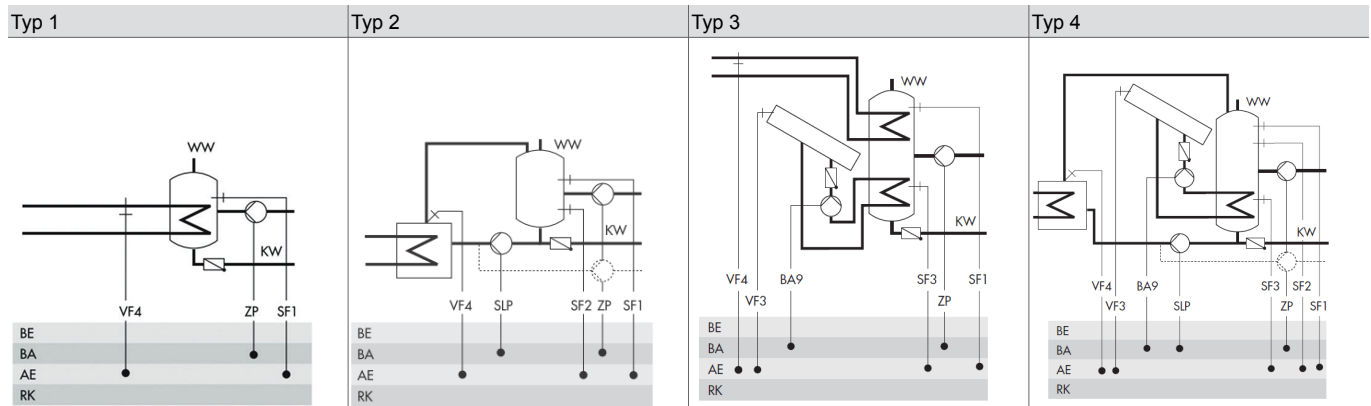 Typ 1
WW
KW
VF4 ZP SF1
BE
BA
AE
RK
Typ 2
WW
KW
VF4 SLP SF2 ZP SF1
BE
BA
AE
RK
Typ 3
WW
KW
VF4 BA9 SF3 SF1
VF3 ZP
BE
BA
AE
RK
Typ 4
WW
KW
VF4 BA9 SF3 SF2
VF3 SLP ZP SF1
BE
BA
AE
RK